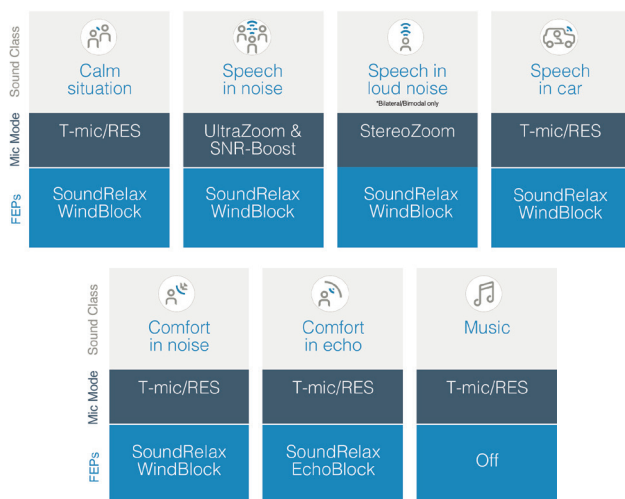 Sound Class
Calm
situation
Speech
in noise
Speech in
loud noise
*Bilateral/Bimodal only
Speech
in car
Mic Mode
T-mic/RES
UltraZoom &
SNR-Boost
StereoZoom
T-mic/RES
FEPs
SoundRelax
WindBlock
SoundRelax
WindBlock
SoundRelax
WindBlock
SoundRelax
WindBlock
Sound Class
Comfort
in noise
Comfort
in echo
Music
Mic Mode
T-mic/RES
T-mic/RES
T-mic/RES
FEPs
SoundRelax
WindBlock
SoundRelax
EchoBlock
Off